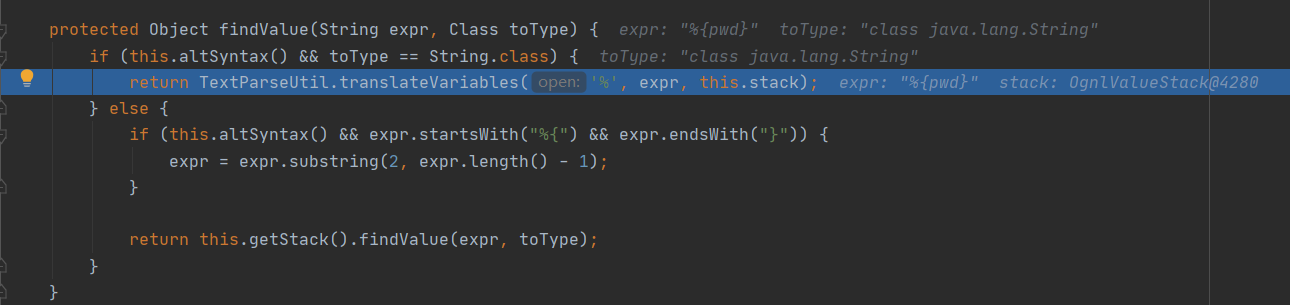 protected Object findValue(String expr, Class toType) {  expr: "%{pwd}"  toType: "class java.lang.String"
if (this.altSyntax() && toType == String.class) {  toType: "class java.lang.String"
return TextParseUtil.translateVariables( open: '%', expr, this.stack);  expr: "%{pwd}"  stack: OgnlValueStack@4280
} else {
if (this.altSyntax() && expr.startsWith("%{") && expr.endsWith("}")) {
expr = expr.substring(2, expr.length() - 1);
}
return this.getStack().findValue(expr, toType);
}
}